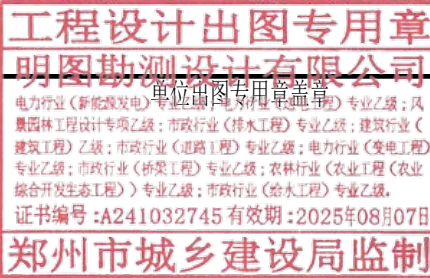 工程设计出图专用章
明图勘测设计有限公司
单位出图专用章盖章
电力行业（新能源发电）专业乙级；电力行业（送电工程）专业乙级；风
景园林工程设计专项乙级；市政行业（排水工程）专业乙级；建筑行业（
建筑工程）乙级；市政行业（道路工程）专业乙级；电力行业（变电工程）
专业乙级；市政行业（桥梁工程）专业乙级；农林行业（农业工程（农业
综合开发生态工程））专业乙级；市政行业（给水工程）专业乙级。
证书编号：A241032745 有效期：2025年08月07日
郑州市城乡建设局监制